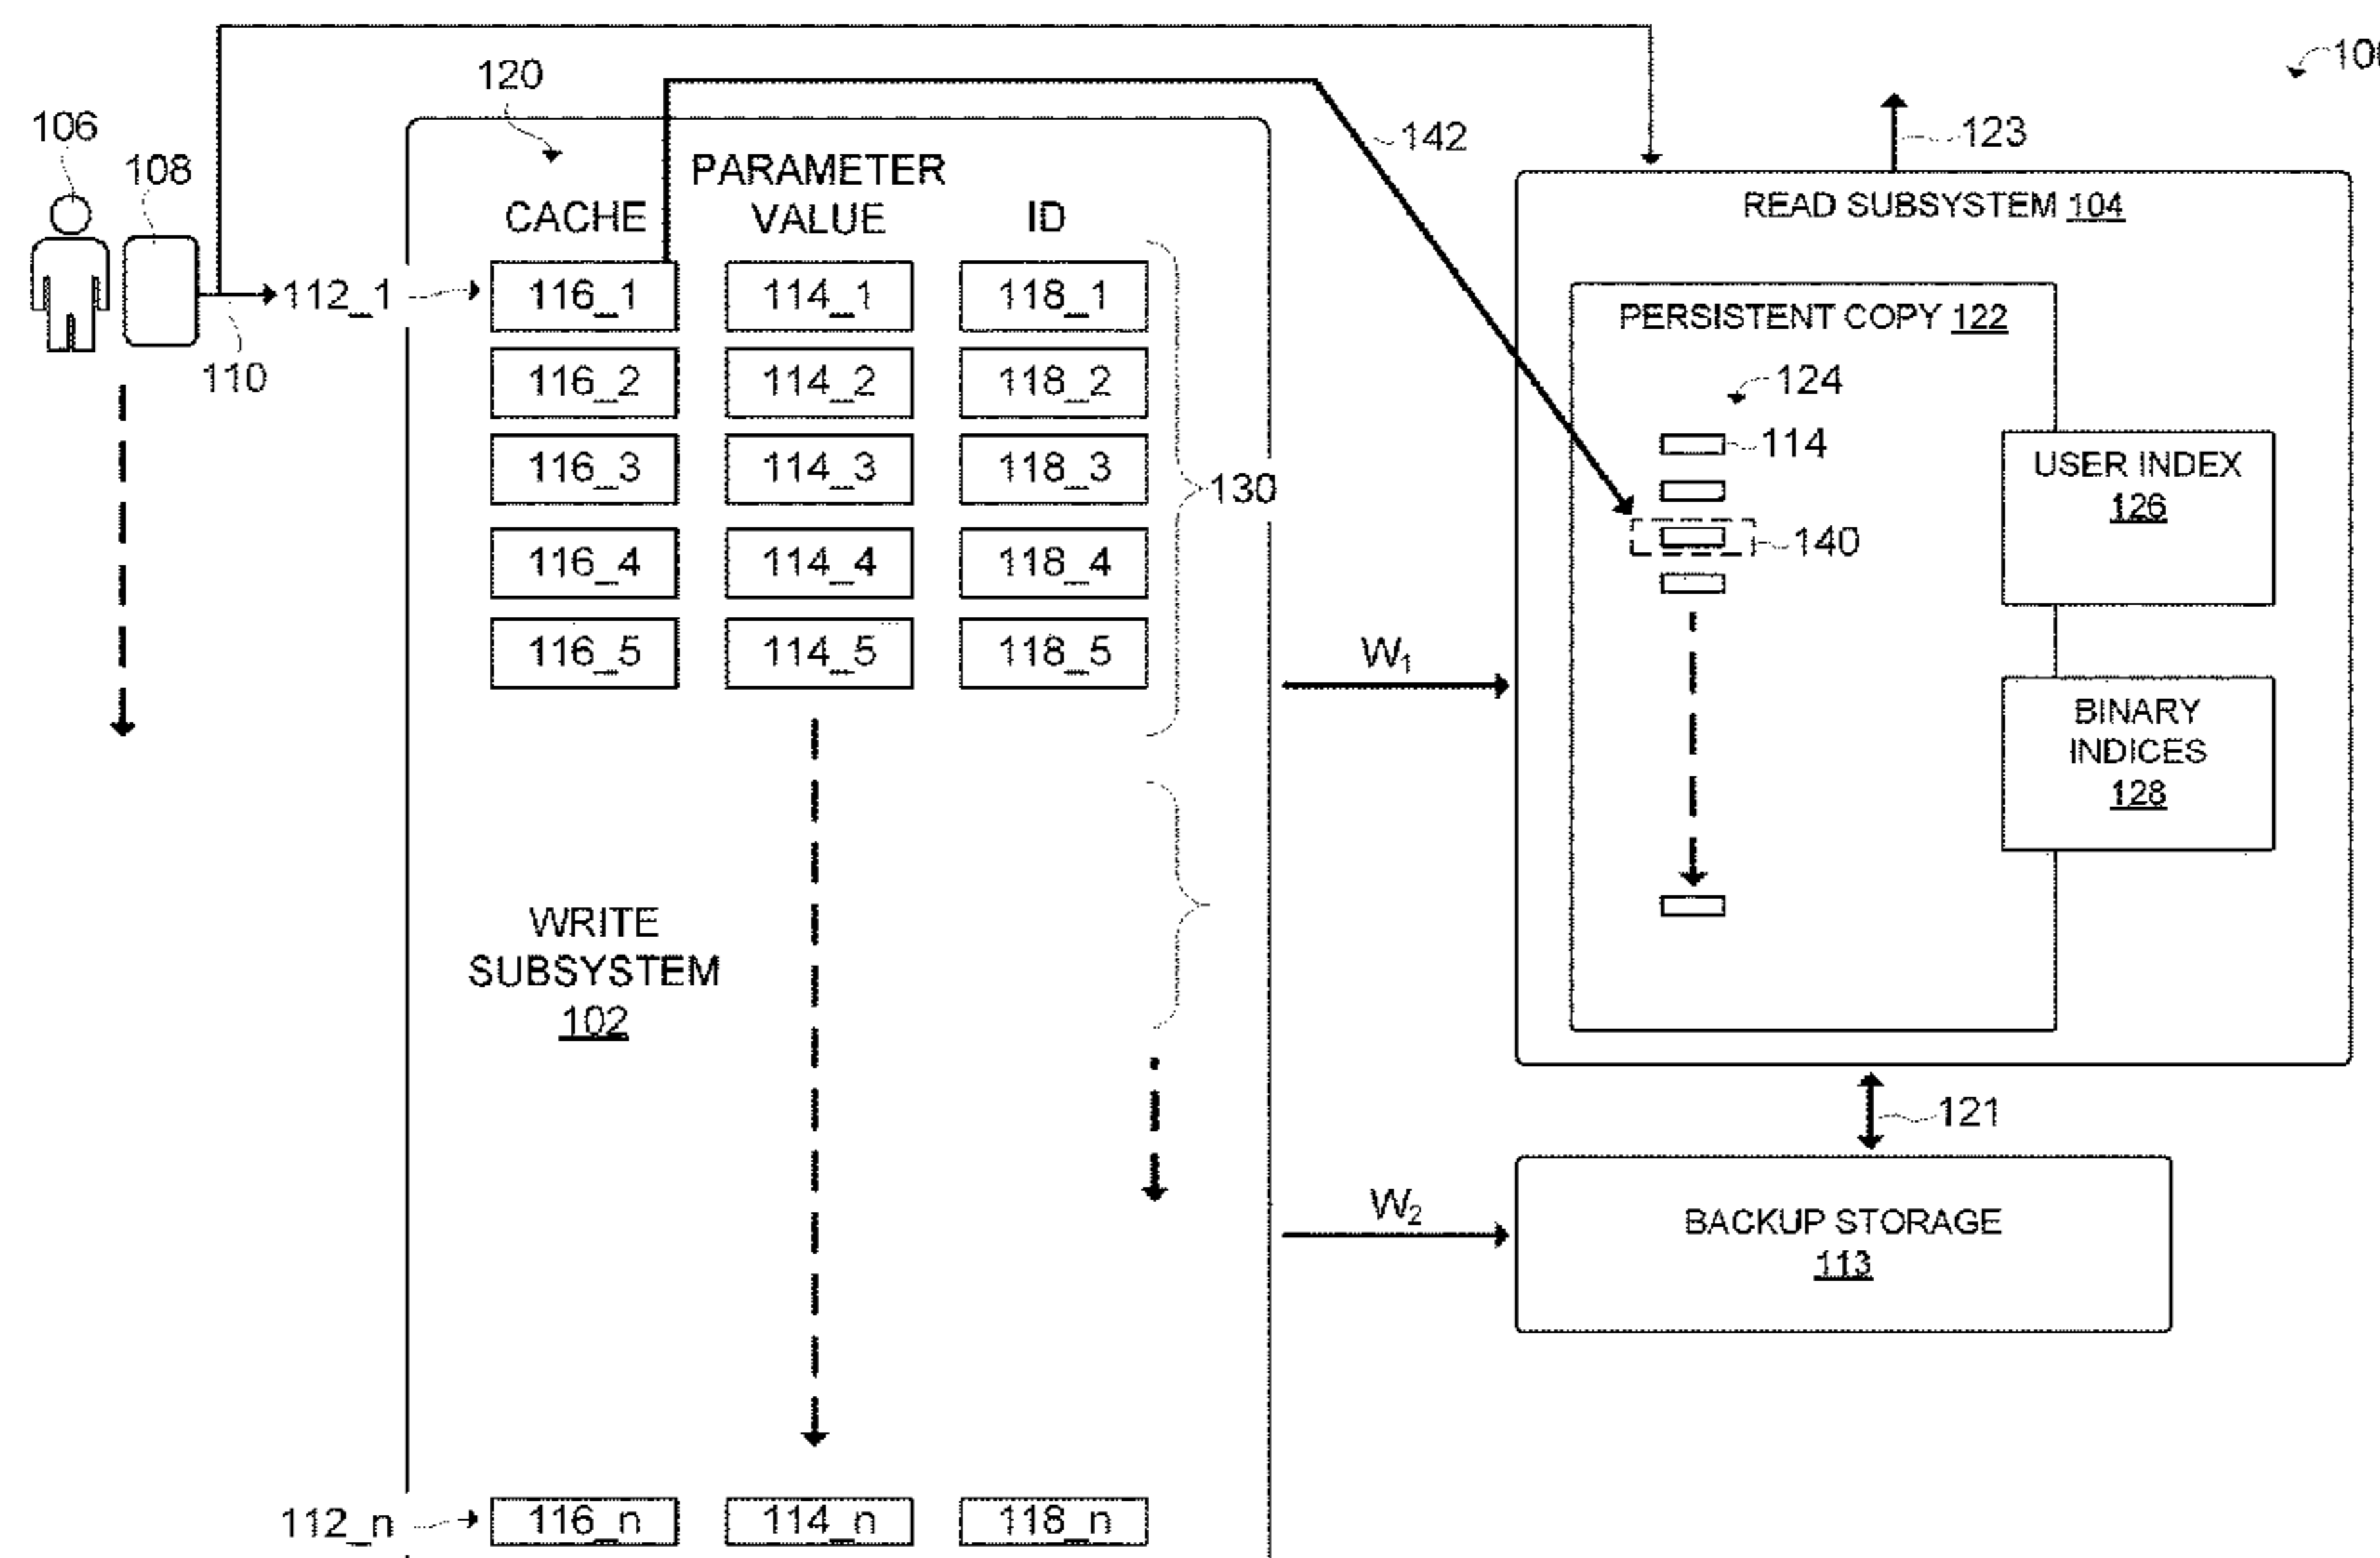 100
120
106
142
123
108
PARAMETER
READ SUBSYSTEM 104
CACHE
VALUE
ID
112_1
116_1
114_1
118_1
PERSISTENT COPY 122
110
116_2
114_2
118_2
124
114
116_3
114_3
118_3
130
USER INDEX
126
116_4
114_4
118_4
140
116_5
114_5
118_5
W₁
BINARY
INDICES
128
WRITE
SUBSYSTEM
102
121
W₂
BACKUP STORAGE
113
112_n
116_n
114_n
118_n